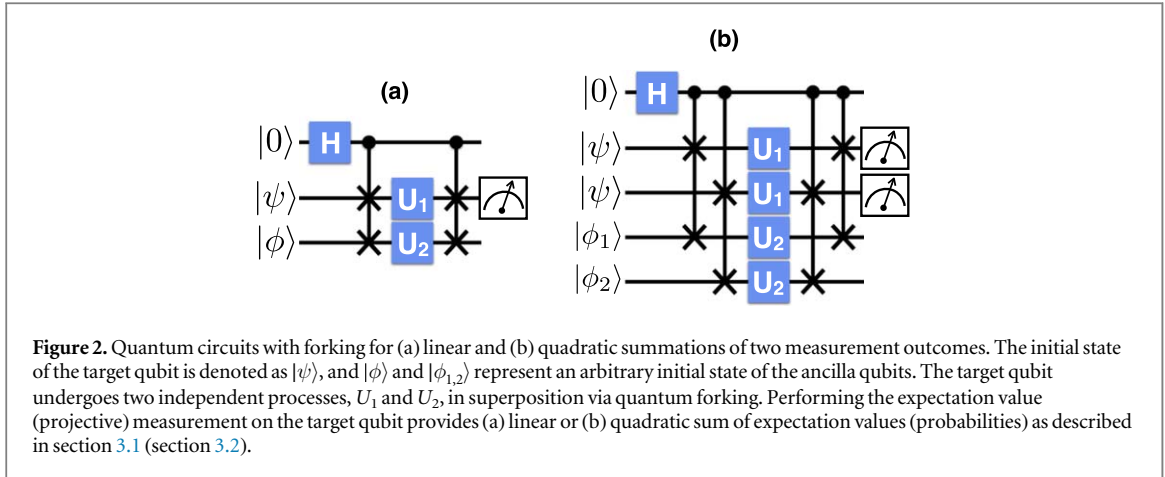 (b)
(a)
|0⟩ H
|ψ⟩ U₁
|ϕ⟩ U₂
|0⟩ H
|ψ⟩ U₁
|ψ⟩ U₁
|ϕ₁⟩ U₂
|ϕ₂⟩ U₂
Figure 2. Quantum circuits with forking for (a) linear and (b) quadratic summations of two measurement outcomes. The initial state
of the target qubit is denoted as |ψ⟩, and |ϕ⟩ and |ϕ₁,₂⟩ represent an arbitrary initial state of the ancilla qubits. The target qubit
undergoes two independent processes, U₁ and U₂, in superposition via quantum forking. Performing the expectation value
(projective) measurement on the target qubit provides (a) linear or (b) quadratic sum of expectation values (probabilities) as described
in section 3.1 (section 3.2).